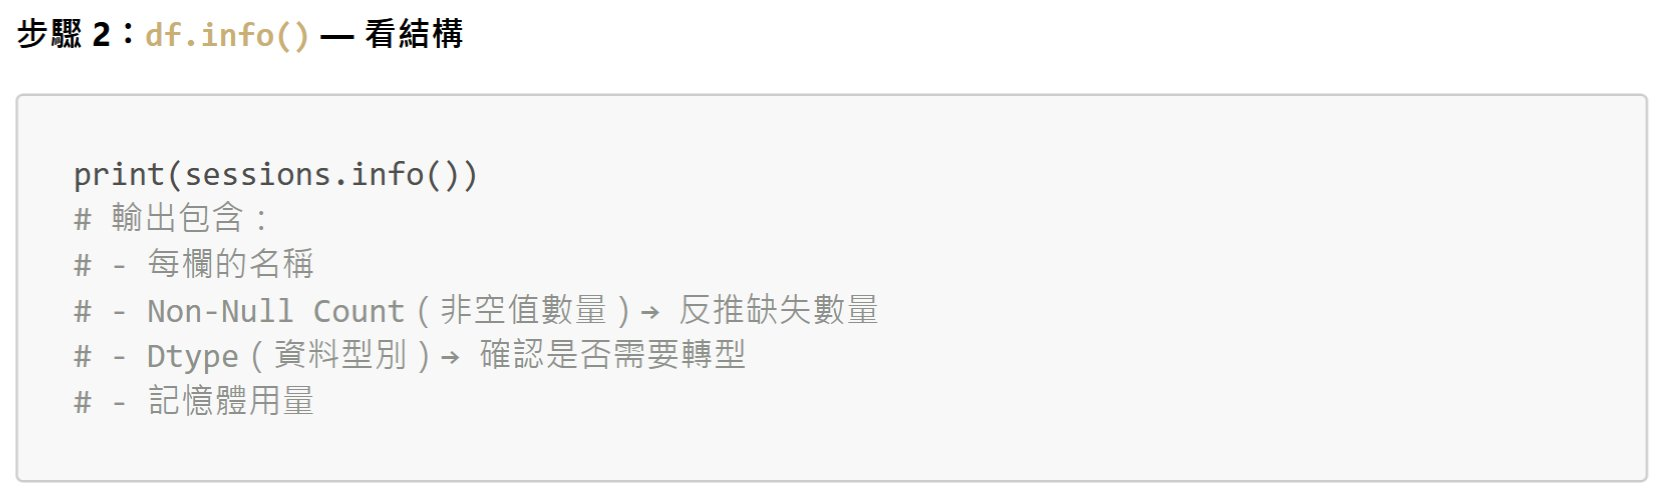 步驟 2：df.info() — 看結構
print(sessions.info())
# 輸出包含：
# - 每欄的名稱
# - Non-Null Count（非空值數量）→ 反推缺失數量
# - Dtype（資料型別）→ 確認是否需要轉型
# - 記憶體用量